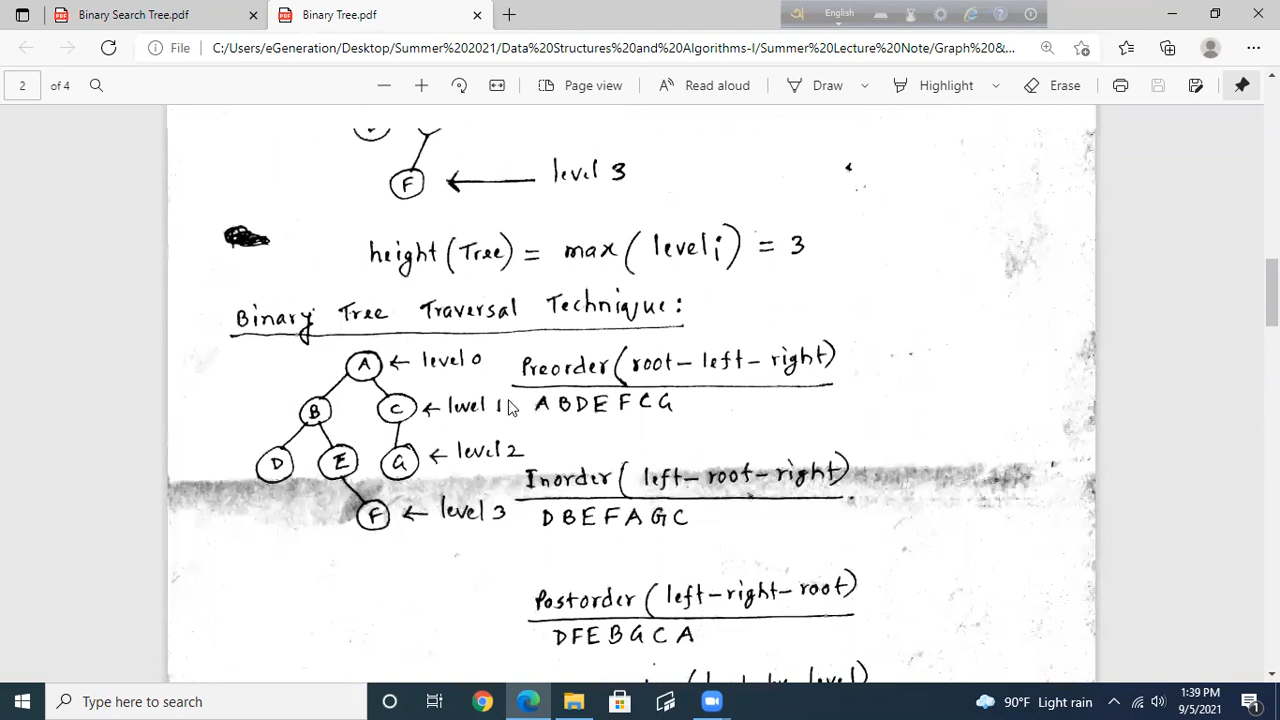 Binary Search Tree.pdf
Binary Tree.pdf
English
File
C:/Users/eGeneration/Desktop/Summer%202021/Data%20Structures%20and%20Algorithms-I/Summer%20Lecture%20Note/Graph%20&...
2 of 4
Page view
Read aloud
Draw
Highlight
Erase
F
level 3
height (Tree) = max ( level i ) = 3
Binary Tree Traversal Technique:
A ← level 0
Preorder (root - left - right)
B C ← level 1
A B D E F C G
D E G ← level 2
Inorder ( left - root - right)
F ← level 3
D B E F A G C
Postorder ( left - right - root)
D F E B G C A
Type here to search
90°F Light rain
1:39 PM
9/5/2021
1